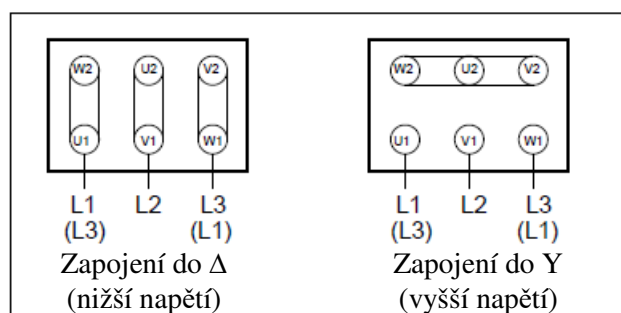 W2 U2 V2
U1 V1 W1
L1 L2 L3
(L3) (L1)
Zapojení do Δ
(nižší napětí)
W2 U2 V2
U1 V1 W1
L1 L2 L3
(L3) (L1)
Zapojení do Y
(vyšší napětí)